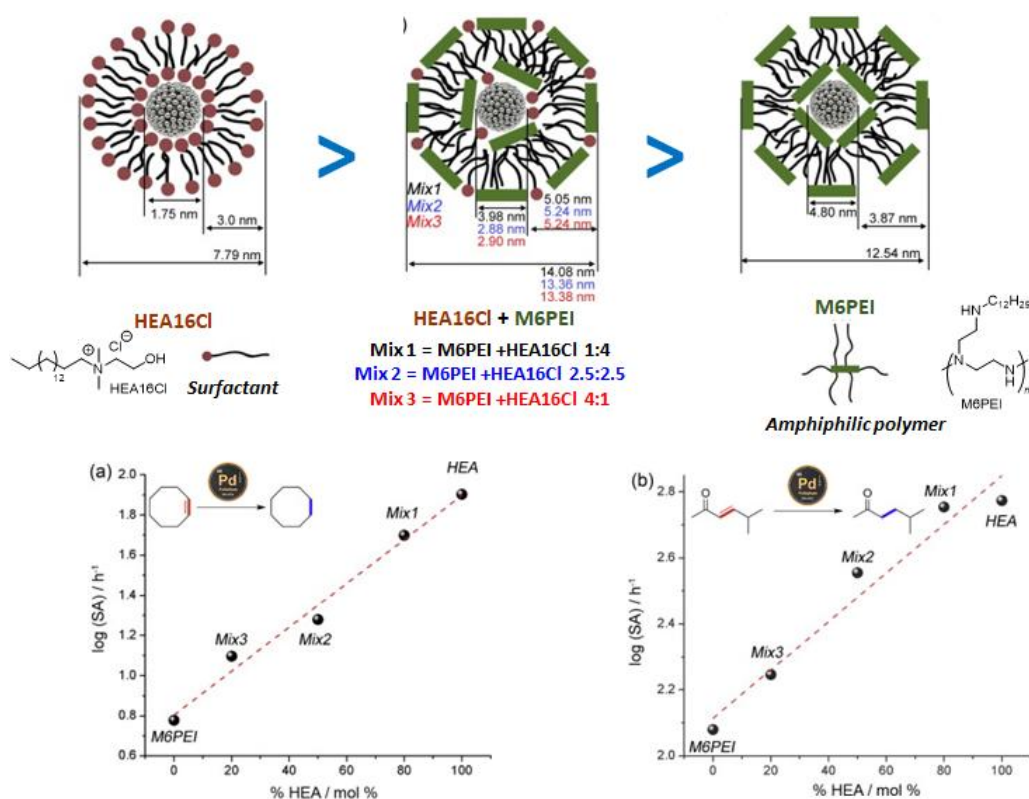 )
1.75 nm
3.0 nm
7.79 nm
>
Mix1
Mix2
Mix3
3.98 nm
2.88 nm
2.90 nm
5.05 nm
5.24 nm
5.24 nm
14.08 nm
13.36 nm
13.38 nm
>
4.80 nm
3.87 nm
12.54 nm
HEA16Cl
Cl⊖
⊕
N
OH
12
HEA16Cl
Surfactant
HEA16Cl + M6PEI
Mix 1 = M6PEI +HEA16Cl 1:4
Mix 2 = M6PEI +HEA16Cl 2.5:2.5
Mix 3 = M6PEI +HEA16Cl 4:1
M6PEI
Amphiphilic polymer
C12H25
HN
NH
N
H
N
n
M6PEI
(a)
Pd
HEA
Mix1
Mix2
Mix3
M6PEI
2.0
1.8
1.6
1.4
1.2
1.0
0.8
0.6
log (SA) / h-1
0 20 40 60 80 100
% HEA / mol %
(b)
O
Pd
O
Mix1
HEA
Mix2
Mix3
M6PEI
2.8
2.6
2.4
2.2
2.0
log (SA) / h-1
0 20 40 60 80 100
% HEA / mol %